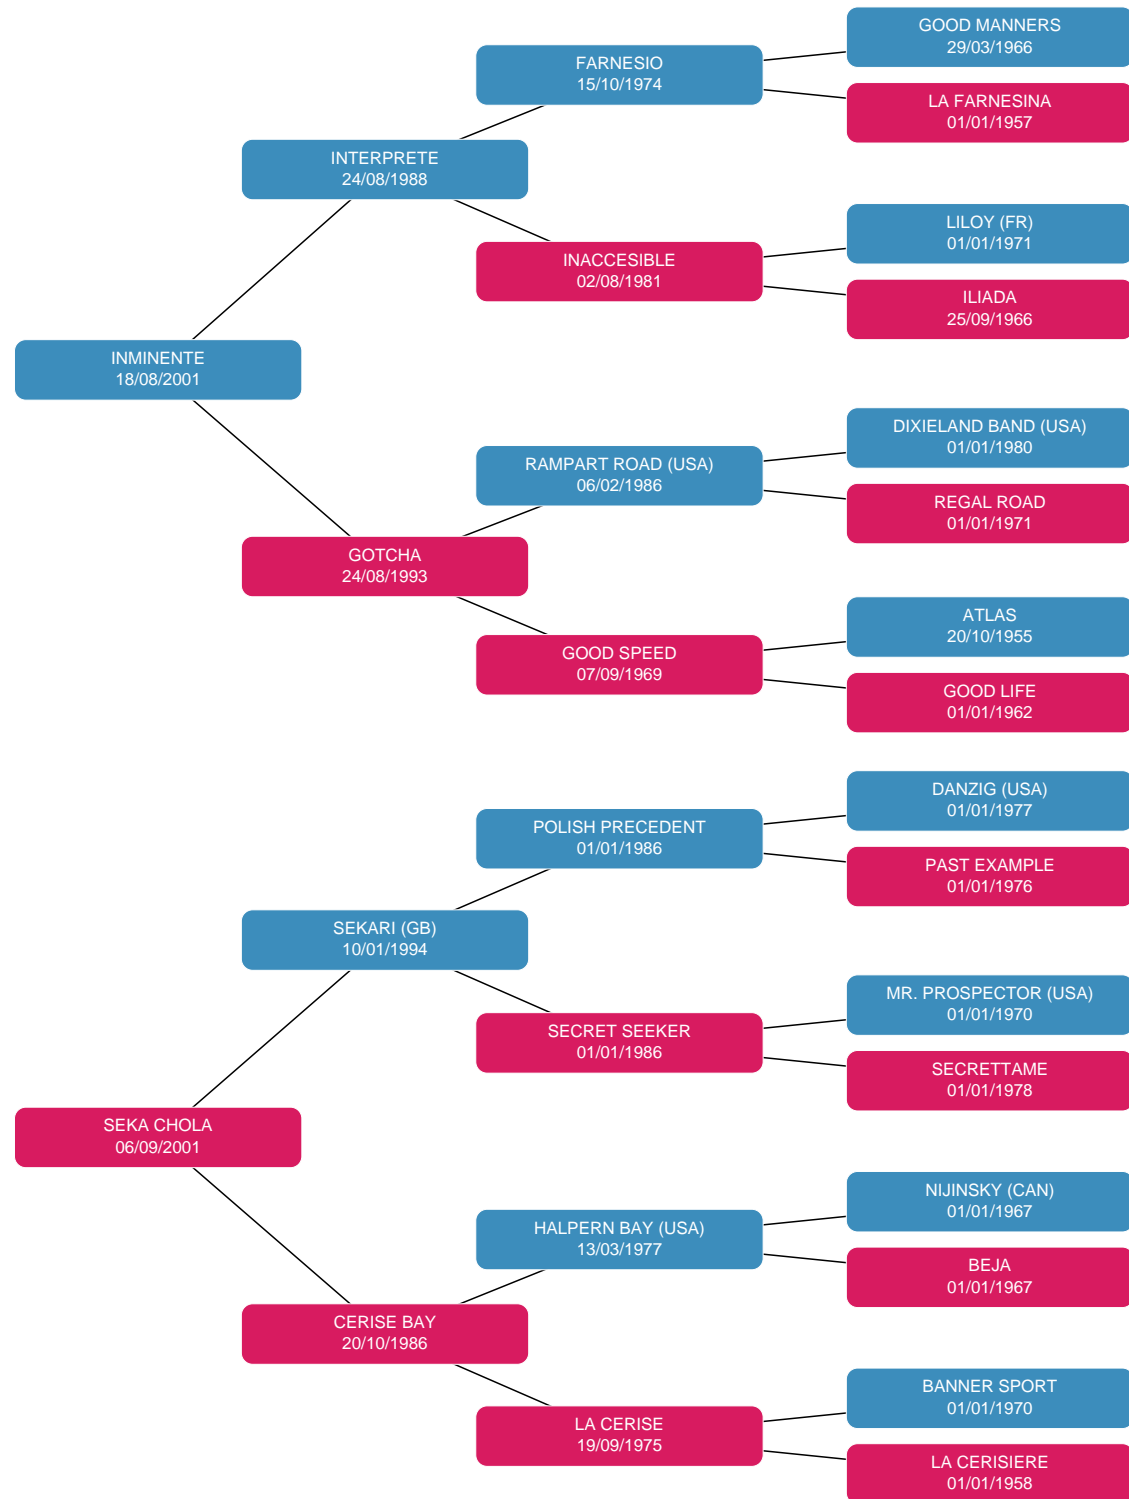 GOOD MANNERS
29/03/1966
FARNESIO
15/10/1974
LA FARNESINA
01/01/1957
INTERPRETE
24/08/1988
LILOY (FR)
01/01/1971
INACCESIBLE
02/08/1981
ILIADA
25/09/1966
INMINENTE
18/08/2001
DIXIELAND BAND (USA)
01/01/1980
RAMPART ROAD (USA)
06/02/1986
REGAL ROAD
01/01/1971
GOTCHA
24/08/1993
ATLAS
20/10/1955
GOOD SPEED
07/09/1969
GOOD LIFE
01/01/1962
DANZIG (USA)
01/01/1977
POLISH PRECEDENT
01/01/1986
PAST EXAMPLE
01/01/1976
SEKARI (GB)
10/01/1994
MR. PROSPECTOR (USA)
01/01/1970
SECRET SEEKER
01/01/1986
SECRETTAME
01/01/1978
SEKA CHOLA
06/09/2001
NIJINSKY (CAN)
01/01/1967
HALPERN BAY (USA)
13/03/1977
BEJA
01/01/1967
CERISE BAY
20/10/1986
BANNER SPORT
01/01/1970
LA CERISE
19/09/1975
LA CERISIERE
01/01/1958